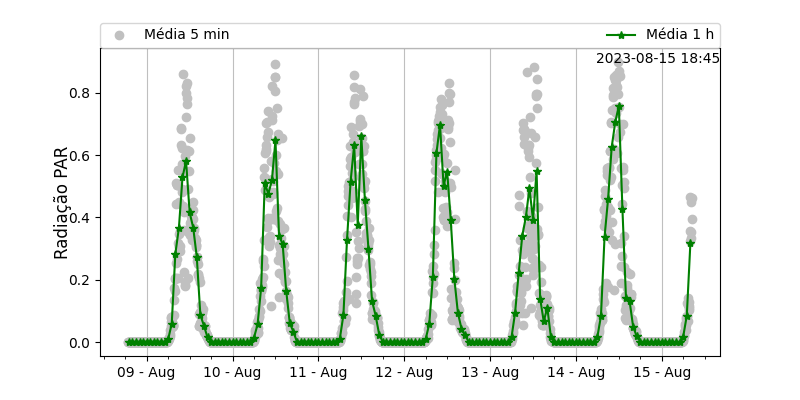 Média 5 min
Média 1 h
2023-08-15 18:45
Radiação PAR
0.8
0.6
0.4
0.2
0.0
09 - Aug
10 - Aug
11 - Aug
12 - Aug
13 - Aug
14 - Aug
15 - Aug